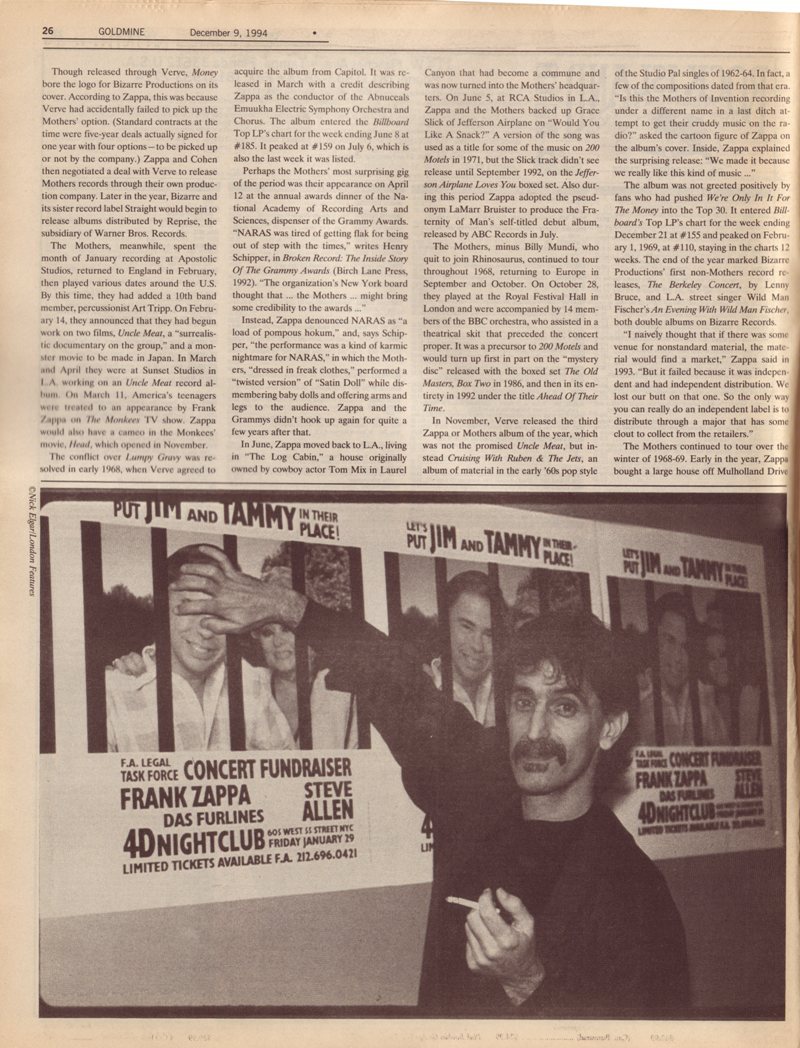 26 GOLDMINE December 9, 1994 •
Though released through Verve, Money
bore the logo for Bizarre Productions on its
cover. According to Zappa, this was because
Verve had accidentally failed to pick up the
Mothers' option. (Standard contracts at the
time were five-year deals actually signed for
one year with four options—to be picked up
or not by the company.) Zappa and Cohen
then negotiated a deal with Verve to release
Mothers records through their own produc-
tion company. Later in the year, Bizarre and
its sister record label Straight would begin to
release albums distributed by Reprise, the
subsidiary of Warner Bros. Records.
The Mothers, meanwhile, spent the
month of January recording at Apostolic
Studios, returned to England in February,
then played various dates around the U.S.
By this time, they had added a 10th band
member, percussionist Art Tripp. On Febru-
ary 14, they announced that they had begun
work on two films, Uncle Meat, a "surrealis-
tic documentary on the group," and a mon-
ster movie to be made in Japan. In March
and April they were at Sunset Studios in
L.A. working on an Uncle Meat record al-
bum. On March 11, America's teenagers
were treated to an appearance by Frank
Zappa on The Monkees TV show. Zappa
would also have a cameo in the Monkees'
movie, Head, which opened in November.
The conflict over Lumpy Gravy was re-
solved in early 1968, when Verve agreed to
acquire the album from Capitol. It was re-
leased in March with a credit describing
Zappa as the conductor of the Abnuceals
Emuukha Electric Symphony Orchestra and
Chorus. The album entered the Billboard
Top LP's chart for the week ending June 8 at
#185. It peaked at #159 on July 6, which is
also the last week it was listed.
Perhaps the Mothers' most surprising gig
of the period was their appearance on April
12 at the annual awards dinner of the Na-
tional Academy of Recording Arts and
Sciences, dispenser of the Grammy Awards.
"NARAS was tired of getting flak for being
out of step with the times," writes Henry
Schipper, in Broken Record: The Inside Story
Of The Grammy Awards (Birch Lane Press,
1992). "The organization's New York board
thought that ... the Mothers ... might bring
some credibility to the awards ..."
Instead, Zappa denounced NARAS as "a
load of pompous hokum," and, says Schip-
per, "the performance was a kind of karmic
nightmare for NARAS," in which the Moth-
ers, "dressed in freak clothes," performed a
"twisted version" of "Satin Doll" while dis-
membering baby dolls and offering arms and
legs to the audience. Zappa and the
Grammys didn't hook up again for quite a
few years after that.
In June, Zappa moved back to L.A., living
in "The Log Cabin," a house originally
owned by cowboy actor Tom Mix in Laurel
Canyon that had become a commune and
was now turned into the Mothers' headquar-
ters. On June 5, at RCA Studios in L.A.,
Zappa and the Mothers backed up Grace
Slick of Jefferson Airplane on "Would You
Like A Snack?" A version of the song was
used as a title for some of the music on 200
Motels in 1971, but the Slick track didn't see
release until September 1992, on the Jeffer-
son Airplane Loves You boxed set. Also dur-
ing this period Zappa adopted the pseud-
onym LaMarr Bruister to produce the Fra-
ternity of Man's self-titled debut album,
released by ABC Records in July.
The Mothers, minus Billy Mundi, who
quit to join Rhinosaurus, continued to tour
throughout 1968, returning to Europe in
September and October. On October 28,
they played at the Royal Festival Hall in
London and were accompanied by 14 mem-
bers of the BBC orchestra, who assisted in a
theatrical skit that preceded the concert
proper. It was a precursor to 200 Motels and
would turn up first in part on the "mystery
disc" released with the boxed set The Old
Masters, Box Two in 1986, and then in its en-
tirety in 1992 under the title Ahead Of Their
Time.
In November, Verve released the third
Zappa or Mothers album of the year, which
was not the promised Uncle Meat, but in-
stead Cruising With Ruben & The Jets, an
album of material in the early '60s pop style
of the Studio Pal singles of 1962-64. In fact, a
few of the compositions dated from that era.
"Is this the Mothers of Invention recording
under a different name in a last ditch at-
tempt to get their cruddy music on the ra-
dio?" asked the cartoon figure of Zappa on
the album's cover. Inside, Zappa explained
the surprising release: "We made it because
we really like this kind of music ..."
The album was not greeted positively by
fans who had pushed We're Only In It For
The Money into the Top 30. It entered Bill-
board's Top LP's chart for the week ending
December 21 at #155 and peaked on Febru-
ary 1, 1969, at #110, staying in the charts 12
weeks. The end of the year marked Bizarre
Productions' first non-Mothers record re-
leases, The Berkeley Concert, by Lenny
Bruce, and L.A. street singer Wild Man
Fischer's An Evening With Wild Man Fischer,
both double albums on Bizarre Records.
"I naively thought that if there was some
venue for nonstandard material, the mate-
rial would find a market," Zappa said in
1993. "But it failed because it was indepen-
dent and had independent distribution. We
lost our butt on that one. So the only way
you can really do an independent label is to
distribute through a major that has some
clout to collect from the retailers."
The Mothers continued to tour over the
winter of 1968-69. Early in the year, Zappa
bought a large house off Mulholland Drive
©Nick Elgar/London Features
PUT JIM AND TAMMY IN THEIR
PLACE!
F.A. LEGAL
TASK FORCE CONCERT FUNDRAISER
FRANK ZAPPA STEVE
DAS FURLINES ALLEN
4D NIGHTCLUB 605 WEST 55 STREET NYC
FRIDAY JANUARY 29
LIMITED TICKETS AVAILABLE F.A. 212.696.0421
LET'S
PUT JIM AND TAMMY IN THEIR
PLACE!
LET'S
PUT JIM AND TAMMY IN THEIR
PLACE!
F.A. LEGAL
TASK FORCE CONCERT FUNDRAISER
FRANK ZAPPA STEVE
DAS FURLINES ALLEN
4D NIGHTCLUB
FRIDAY JANUARY 29
LIMITED TICKETS AVAILABLE F.A.